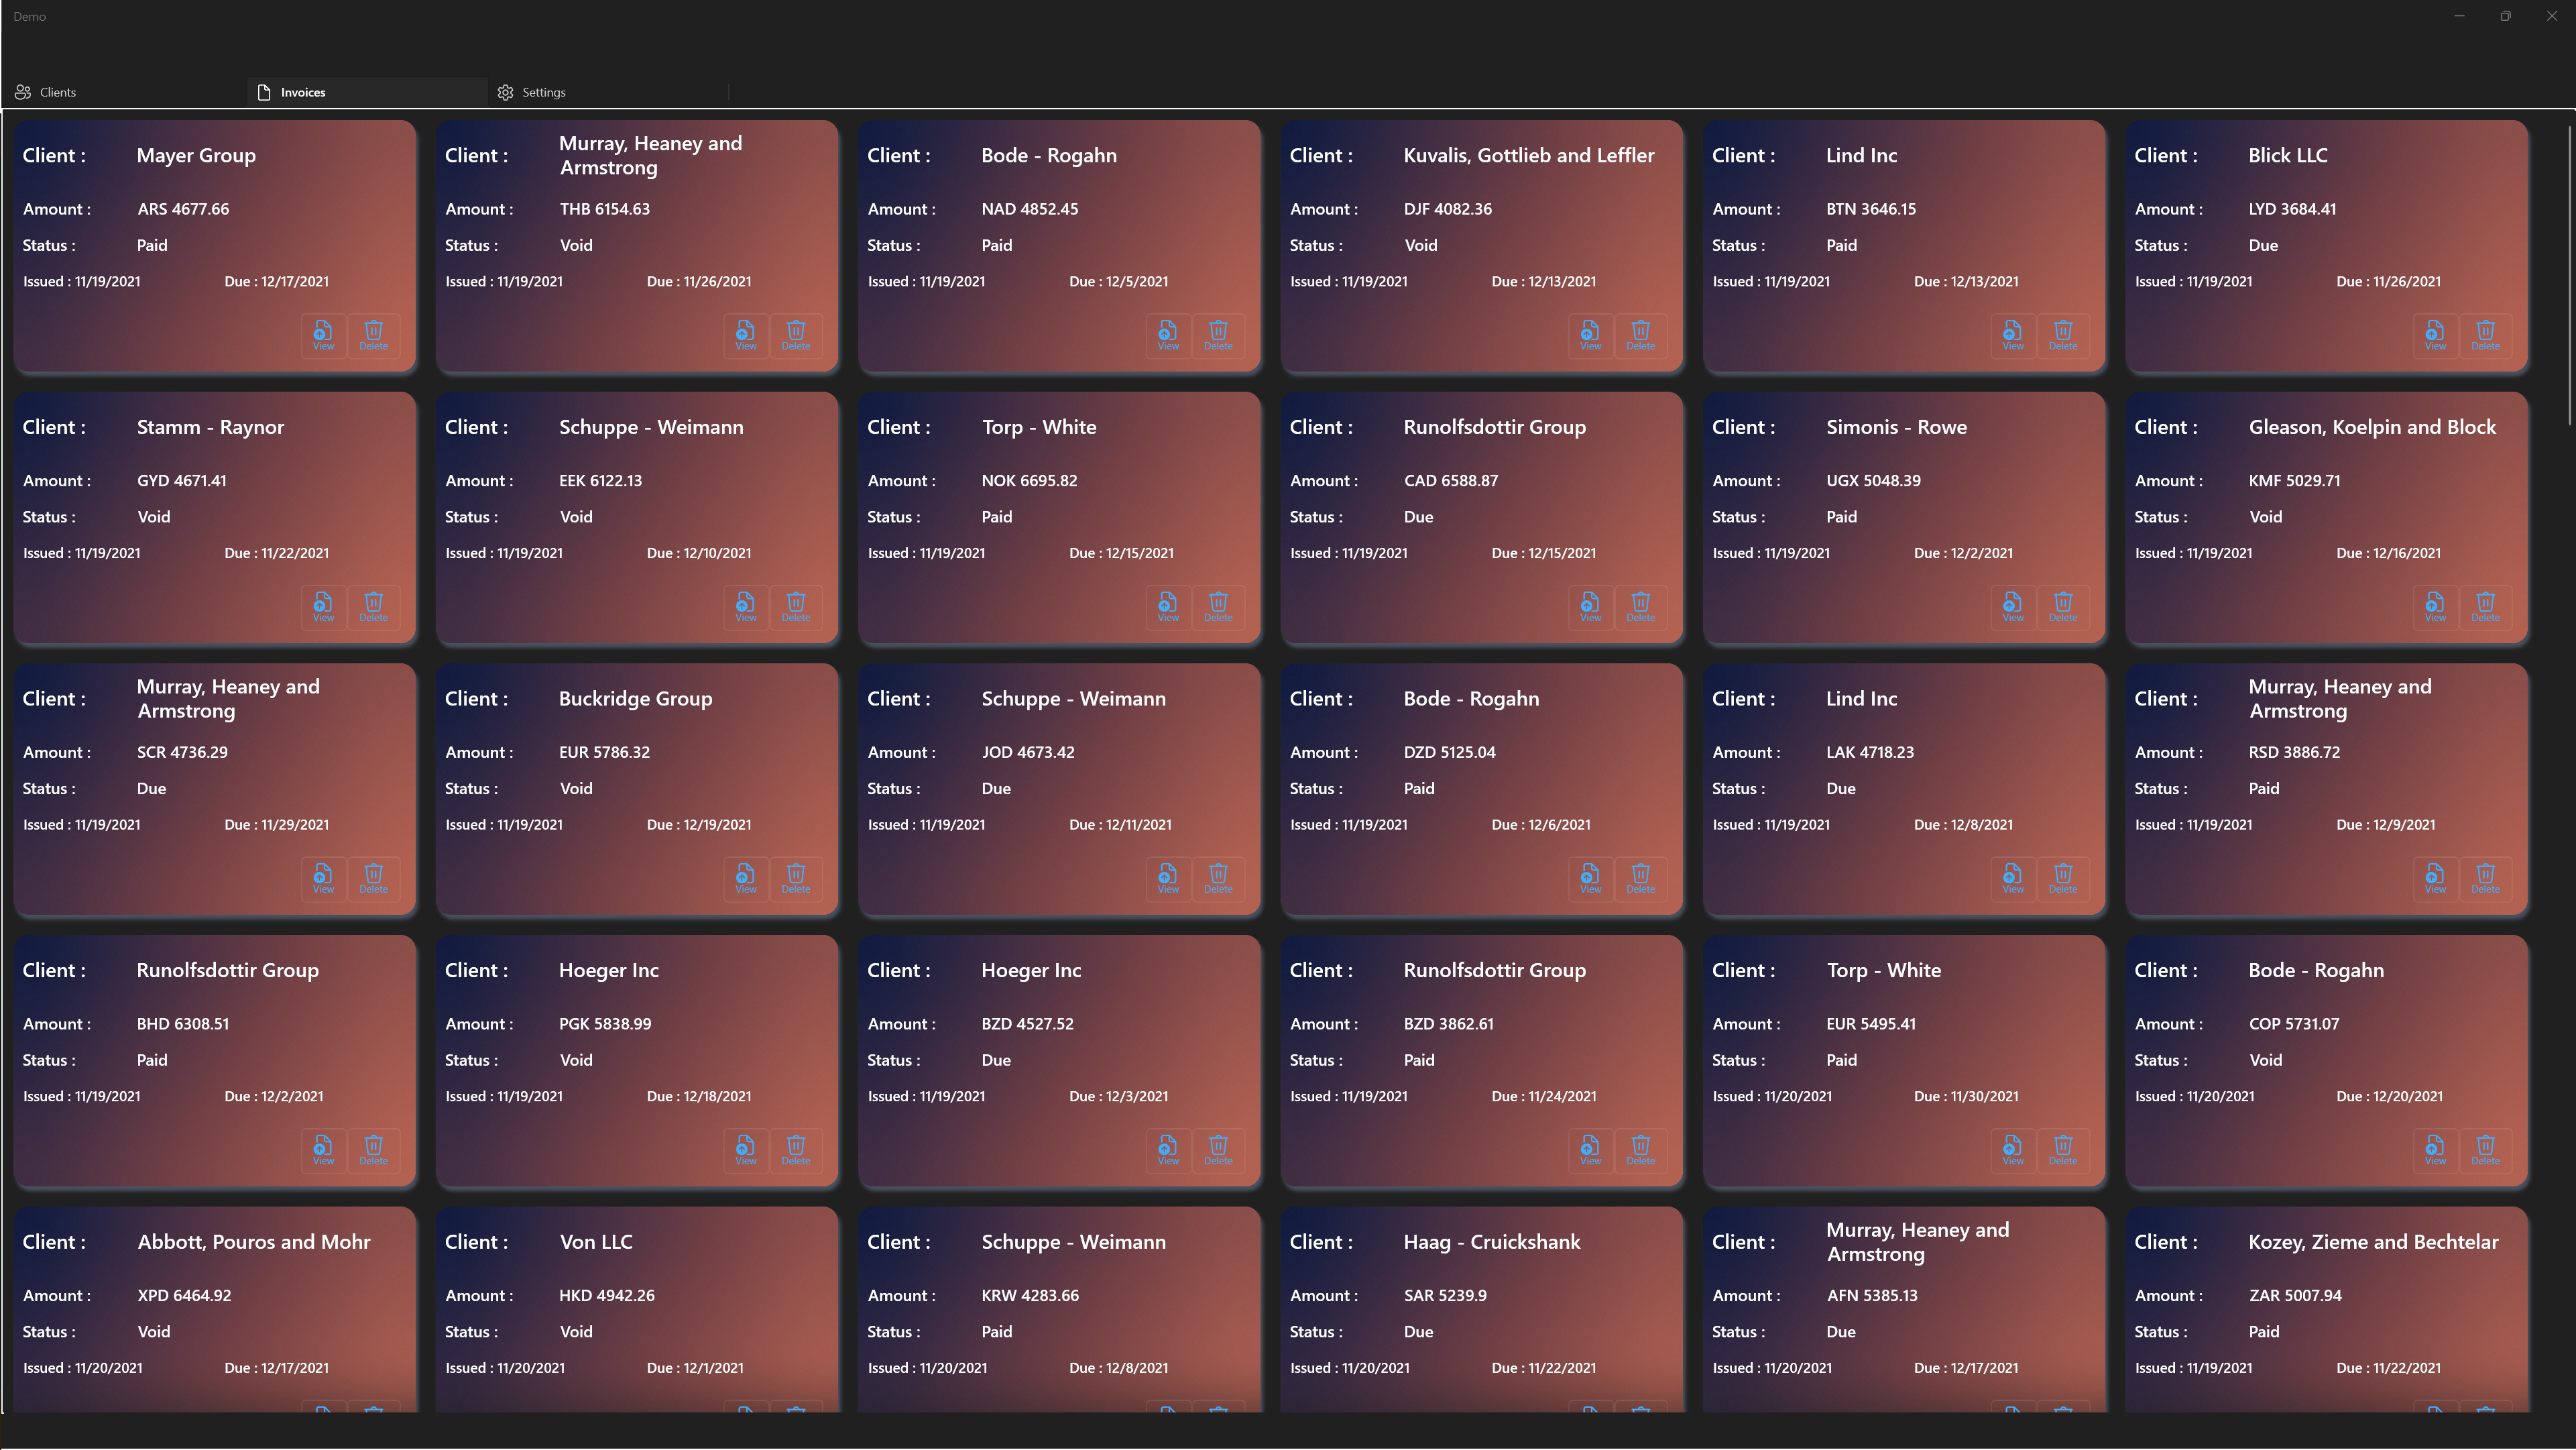 Demo
Clients
Invoices
Settings
Client : Mayer Group
Amount : ARS 4677.66
Status : Paid
Issued : 11/19/2021 Due : 12/17/2021
View Delete
Client : Murray, Heaney and
Armstrong
Amount : THB 6154.63
Status : Void
Issued : 11/19/2021 Due : 11/26/2021
View Delete
Client : Bode - Rogahn
Amount : NAD 4852.45
Status : Paid
Issued : 11/19/2021 Due : 12/5/2021
View Delete
Client : Kuvalis, Gottlieb and Leffler
Amount : DJF 4082.36
Status : Void
Issued : 11/19/2021 Due : 12/13/2021
View Delete
Client : Lind Inc
Amount : BTN 3646.15
Status : Paid
Issued : 11/19/2021 Due : 12/13/2021
View Delete
Client : Blick LLC
Amount : LYD 3684.41
Status : Due
Issued : 11/19/2021 Due : 11/26/2021
View Delete
Client : Stamm - Raynor
Amount : GYD 4671.41
Status : Void
Issued : 11/19/2021 Due : 11/22/2021
View Delete
Client : Schuppe - Weimann
Amount : EEK 6122.13
Status : Void
Issued : 11/19/2021 Due : 12/10/2021
View Delete
Client : Torp - White
Amount : NOK 6695.82
Status : Paid
Issued : 11/19/2021 Due : 12/15/2021
View Delete
Client : Runolfsdottir Group
Amount : CAD 6588.87
Status : Due
Issued : 11/19/2021 Due : 12/15/2021
View Delete
Client : Simonis - Rowe
Amount : UGX 5048.39
Status : Paid
Issued : 11/19/2021 Due : 12/2/2021
View Delete
Client : Gleason, Koelpin and Block
Amount : KMF 5029.71
Status : Void
Issued : 11/19/2021 Due : 12/16/2021
View Delete
Client : Murray, Heaney and
Armstrong
Amount : SCR 4736.29
Status : Due
Issued : 11/19/2021 Due : 11/29/2021
View Delete
Client : Buckridge Group
Amount : EUR 5786.32
Status : Void
Issued : 11/19/2021 Due : 12/19/2021
View Delete
Client : Schuppe - Weimann
Amount : JOD 4673.42
Status : Due
Issued : 11/19/2021 Due : 12/11/2021
View Delete
Client : Bode - Rogahn
Amount : DZD 5125.04
Status : Paid
Issued : 11/19/2021 Due : 12/6/2021
View Delete
Client : Lind Inc
Amount : LAK 4718.23
Status : Due
Issued : 11/19/2021 Due : 12/8/2021
View Delete
Client : Murray, Heaney and
Armstrong
Amount : RSD 3886.72
Status : Paid
Issued : 11/19/2021 Due : 12/9/2021
View Delete
Client : Runolfsdottir Group
Amount : BHD 6308.51
Status : Paid
Issued : 11/19/2021 Due : 12/2/2021
View Delete
Client : Hoeger Inc
Amount : PGK 5838.99
Status : Void
Issued : 11/19/2021 Due : 12/18/2021
View Delete
Client : Hoeger Inc
Amount : BZD 4527.52
Status : Due
Issued : 11/19/2021 Due : 12/3/2021
View Delete
Client : Runolfsdottir Group
Amount : BZD 3862.61
Status : Paid
Issued : 11/19/2021 Due : 11/24/2021
View Delete
Client : Torp - White
Amount : EUR 5495.41
Status : Paid
Issued : 11/20/2021 Due : 11/30/2021
View Delete
Client : Bode - Rogahn
Amount : COP 5731.07
Status : Void
Issued : 11/20/2021 Due : 12/20/2021
View Delete
Client : Abbott, Pouros and Mohr
Amount : XPD 6464.92
Status : Void
Issued : 11/20/2021 Due : 12/17/2021
Client : Von LLC
Amount : HKD 4942.26
Status : Void
Issued : 11/20/2021 Due : 12/1/2021
Client : Schuppe - Weimann
Amount : KRW 4283.66
Status : Paid
Issued : 11/20/2021 Due : 12/8/2021
Client : Haag - Cruickshank
Amount : SAR 5239.9
Status : Due
Issued : 11/20/2021 Due : 11/22/2021
Client : Murray, Heaney and
Armstrong
Amount : AFN 5385.13
Status : Due
Issued : 11/20/2021 Due : 12/17/2021
Client : Kozey, Zieme and Bechtelar
Amount : ZAR 5007.94
Status : Paid
Issued : 11/19/2021 Due : 11/22/2021